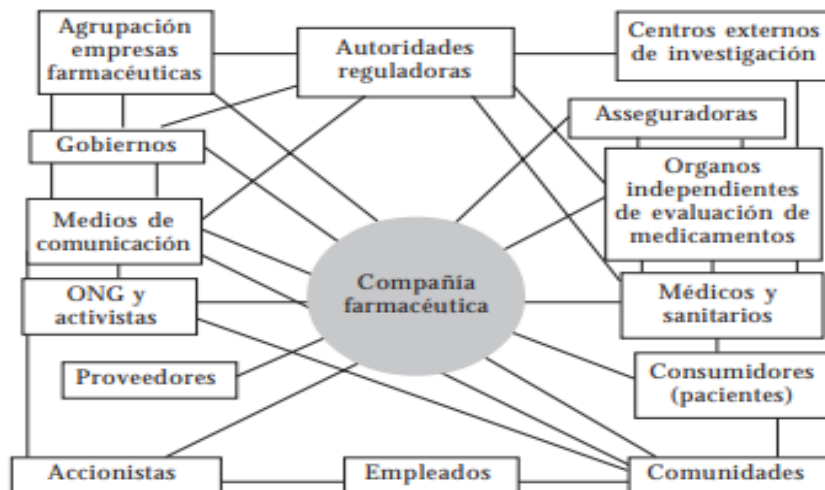 Agrupación
empresas
farmacéuticas
Autoridades
reguladoras
Centros externos
de investigación
Asseguradoras
Gobiernos
Organos
independientes
de evaluación de
medicamentos
Medios de
comunicación
Compañía
farmacéutica
ONG y
activistas
Médicos y
sanitarios
Proveedores
Consumidores
(pacientes)
Accionistas
Empleados
Comunidades